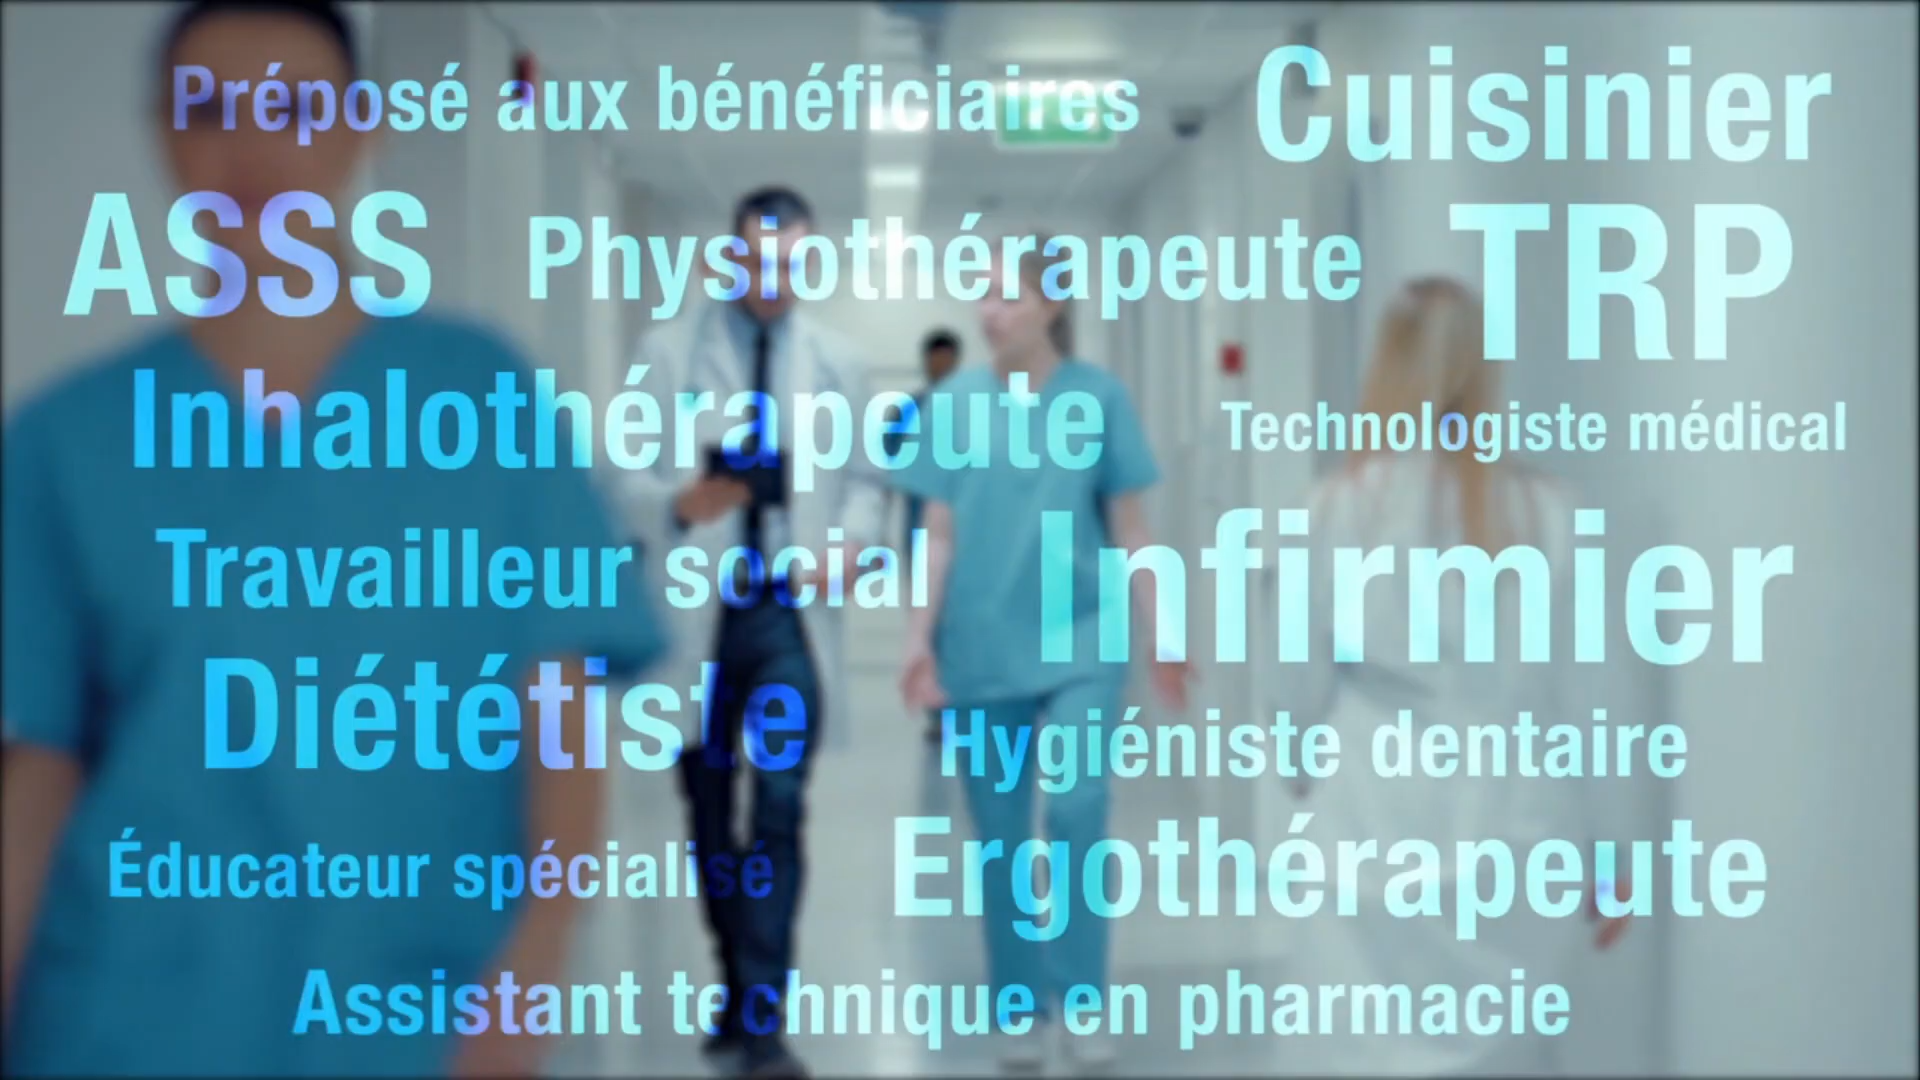 Préposé aux bénéficiaires
Cuisinier
ASSS
Physiothérapeute
TRP
Inhalothérapeute
Technologiste médical
Travailleur social
Infirmier
Diététiste
Hygiéniste dentaire
Éducateur spécialisé
Ergothérapeute
Assistant technique en pharmacie